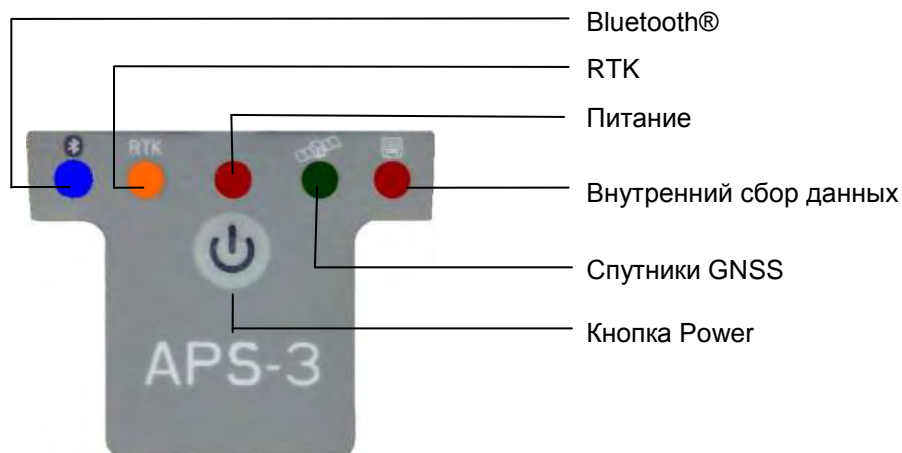 Bluetooth®
RTK
Питание
RTK
Внутренний сбор данных
Спутники GNSS
Кнопка Power
APS-3